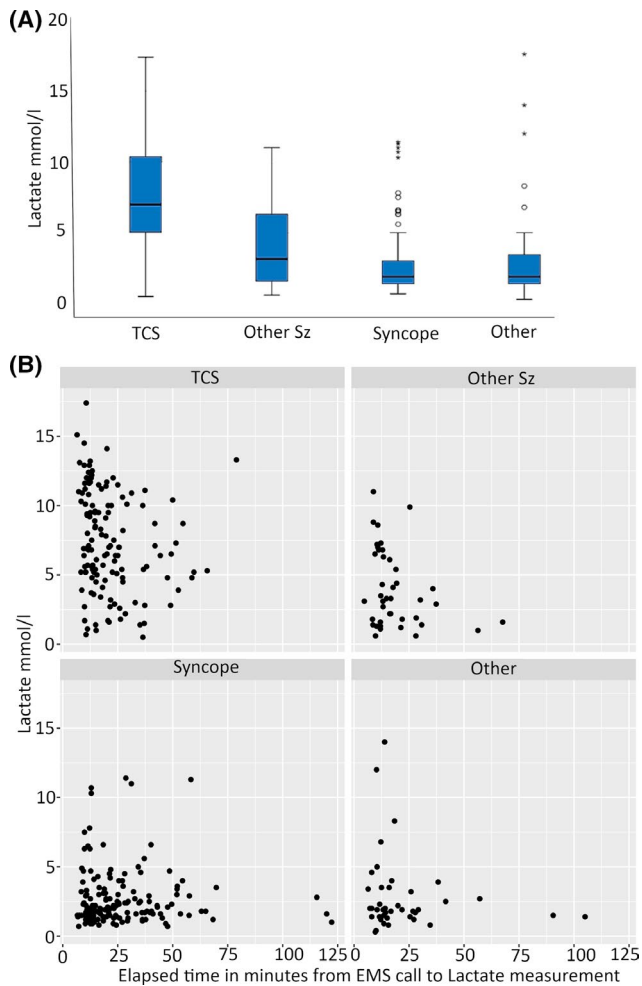 (A)
20
15
10
5
0
Lactate mmol/l
TCS Other Sz Syncope Other
(B)
TCS Other Sz
15
10
5
0
Lactate mmol/l
Syncope Other
15
10
5
0
0 25 50 75 100 125 0 25 50 75 100 125
Elapsed time in minutes from EMS call to Lactate measurement